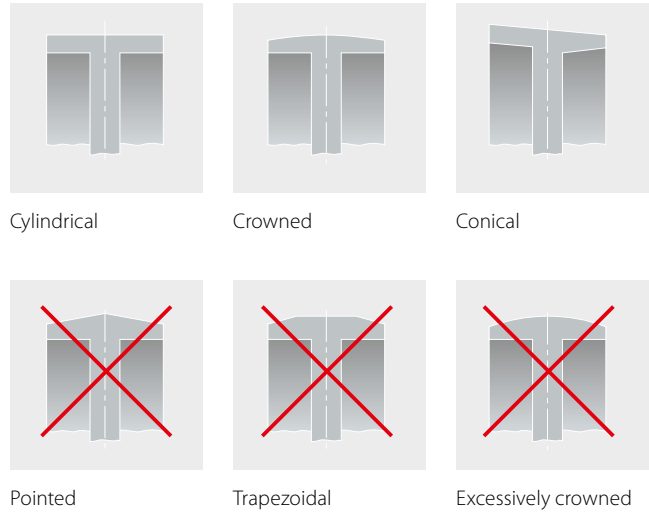 Cylindrical
Crowned
Conical
Pointed
Trapezoidal
Excessively crowned